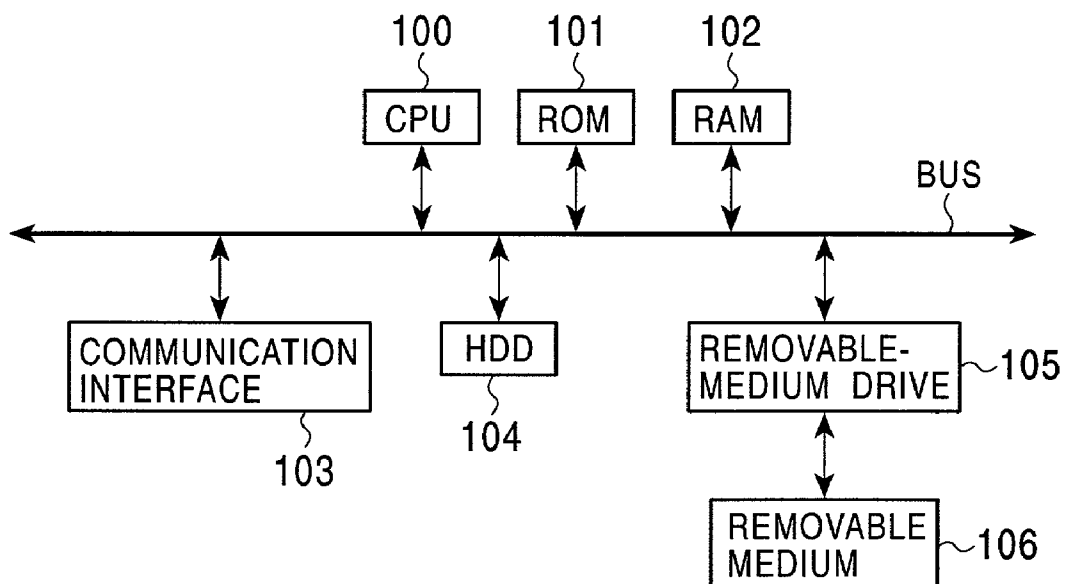 100
101
102
CPU
ROM
RAM
BUS
COMMUNICATION
INTERFACE
103
HDD
104
REMOVABLE-
MEDIUM DRIVE
105
REMOVABLE
MEDIUM
106